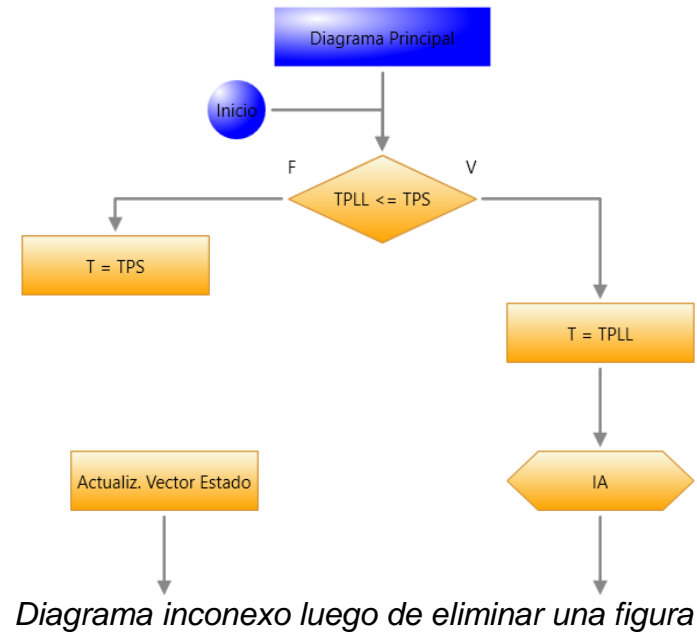 Diagrama Principal
Inicio
F
V
TPLL <= TPS
T = TPS
T = TPLL
Actualiz. Vector Estado
IA
Diagrama inconexo luego de eliminar una figura